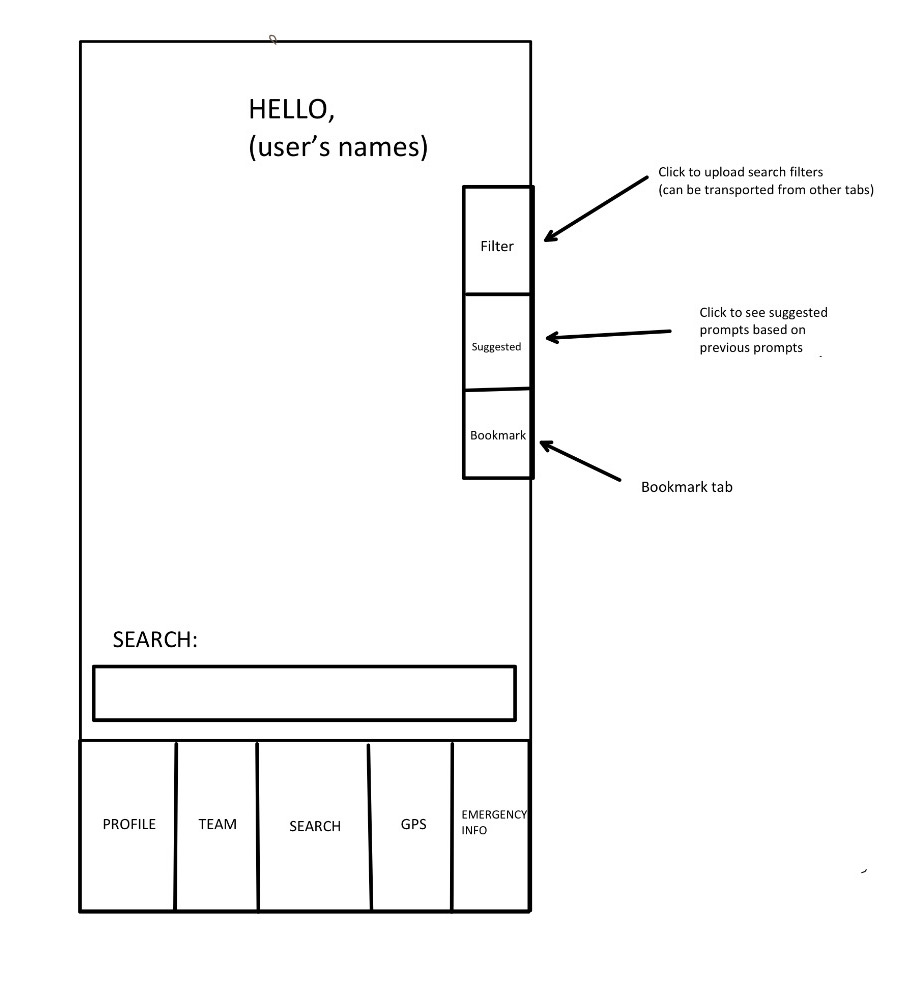 HELLO,
(user's names)
Click to upload search filters
(can be transported from other tabs)
Filter
Click to see suggested
prompts based on
previous prompts
Suggested
Bookmark
Bookmark tab
SEARCH:
PROFILE
TEAM
SEARCH
GPS
EMERGENCY
INFO